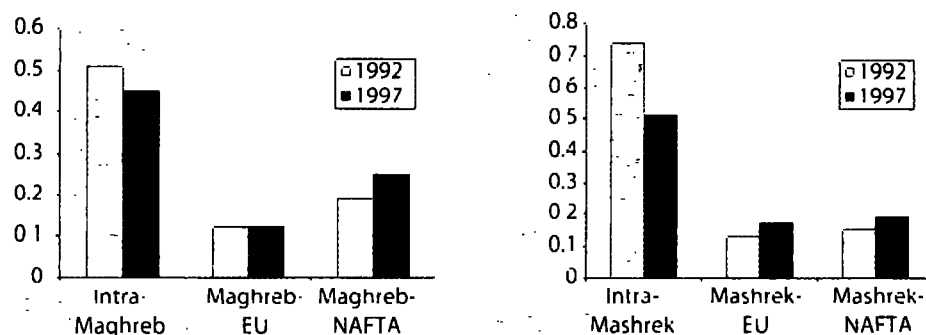 0.6
0.5
0.4
0.3
0.2
0 1
0
1992
1997
Intra-
Maghreb
Maghreb-
EU
Maghreb-
NAFTA
0.8
0.7
0.6
0 5
0.4
0.3
0.2
0.1
0
1992
1997
Intra-
Mashrek
Mashrek-
EU
Mashrek-
NAFTA